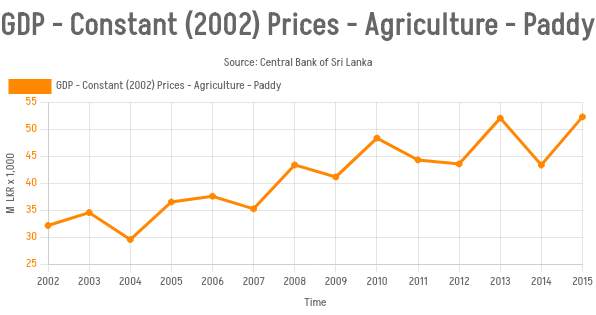 GDP - Constant (2002) Prices - Agriculture - Paddy
Source: Central Bank of Sri Lanka
GDP - Constant (2002) Prices - Agriculture - Paddy
55
50
45
40
35
30
25
M. LKR x 1,000
2002 2003 2004 2005 2006 2007 2008 2009 2010 2011 2012 2013 2014 2015
Time